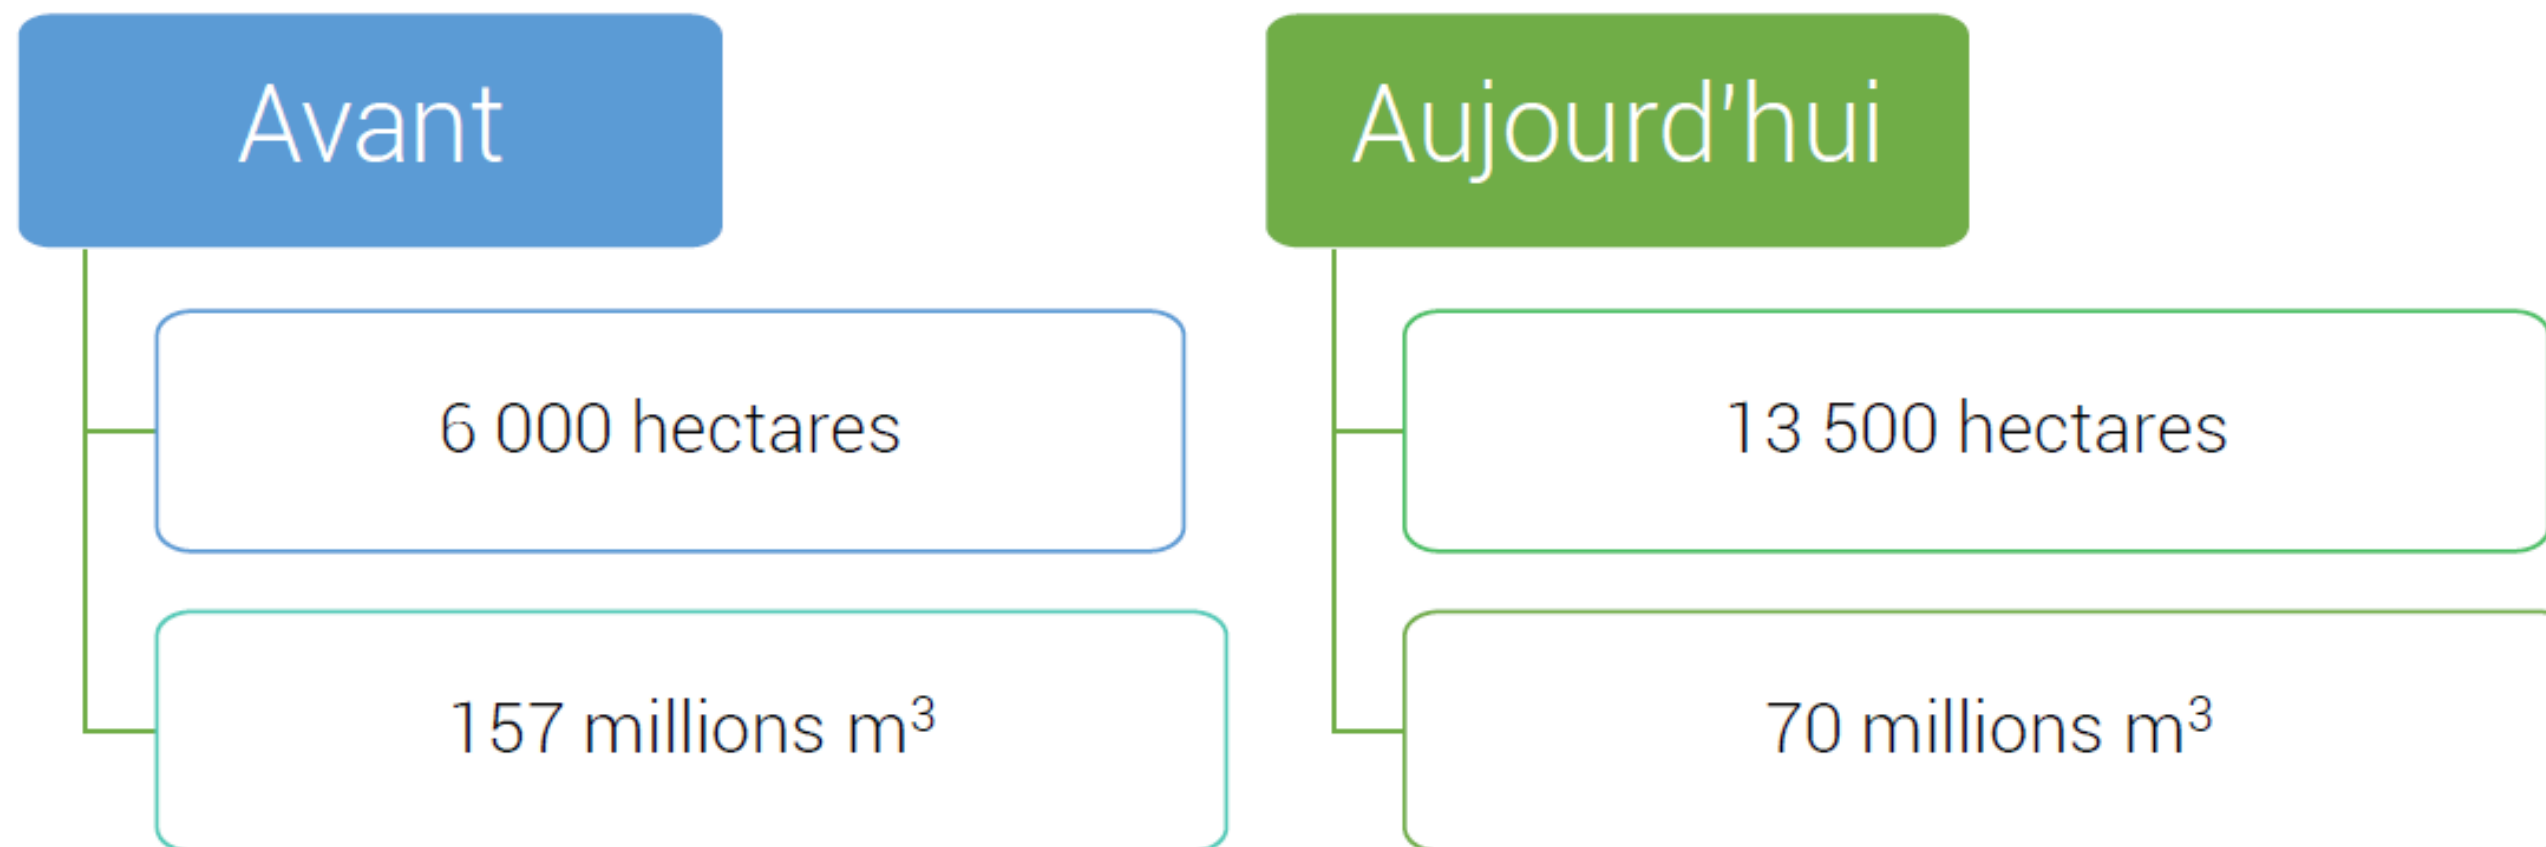 Avant
6 000 hectares
157 millions m³
Aujourd'hui
13 500 hectares
70 millions m³